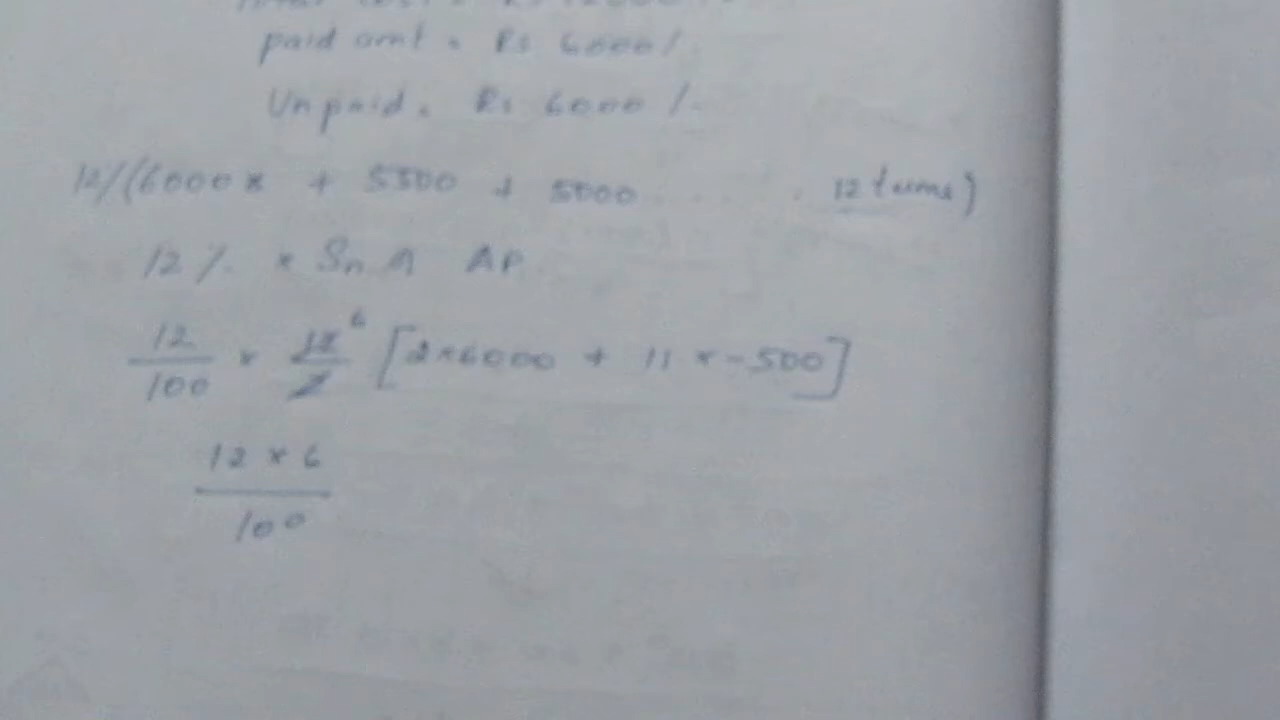 paid amt = Rs 6000/.
Unpaid = Rs 6000 /-
12%(6000 + 5500 + 5000 ...... 12 terms)
12 % × Sn AP
12/100 × 12/2 6 [2×6000 + 11 × -500]
12 × 6
100